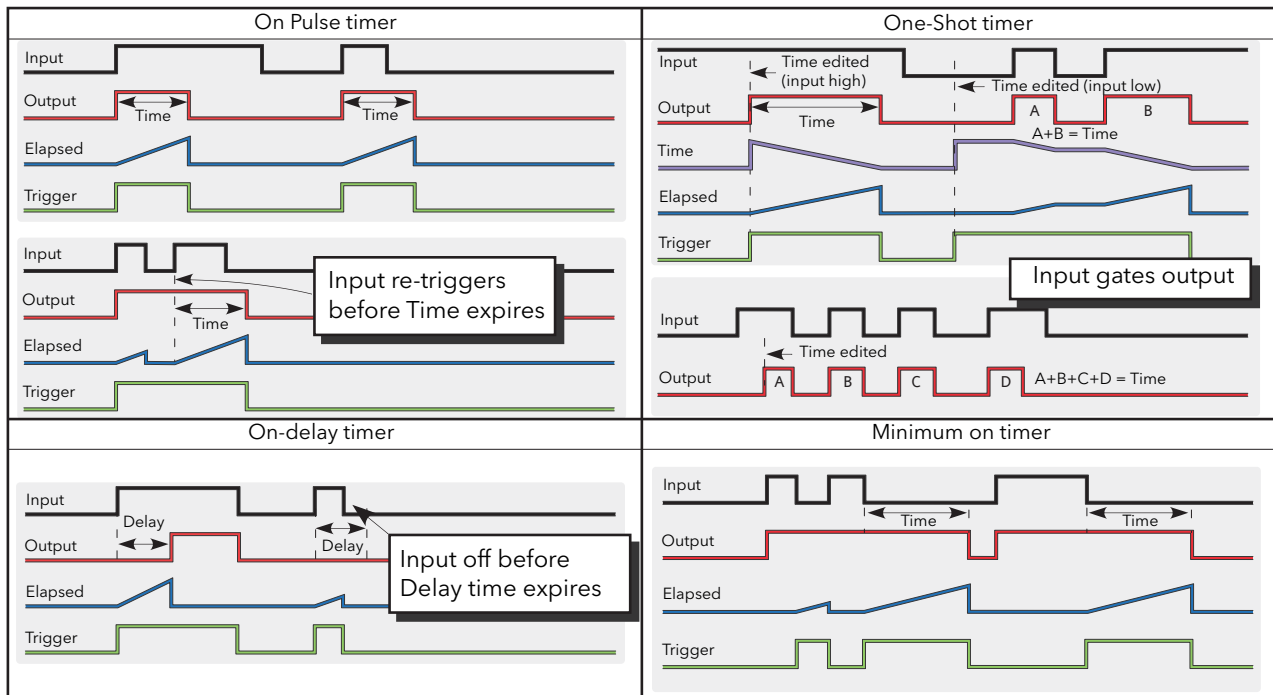 On Pulse timer
Input
Output
Time
Time
Elapsed
Trigger
Input
Input re-triggers
before Time expires
Output
Time
Elapsed
Trigger
One-Shot timer
Input
Time edited
(input high)
Time edited (input low)
Output
Time
A
B
A+B = Time
Time
Elapsed
Trigger
Input gates output
Input
Time edited
Output
A
B
C
D
A+B+C+D = Time
On-delay timer
Input
Delay
Output
Delay
Input off before
Delay time expires
Elapsed
Trigger
Minimum on timer
Input
Time
Time
Output
Elapsed
Trigger